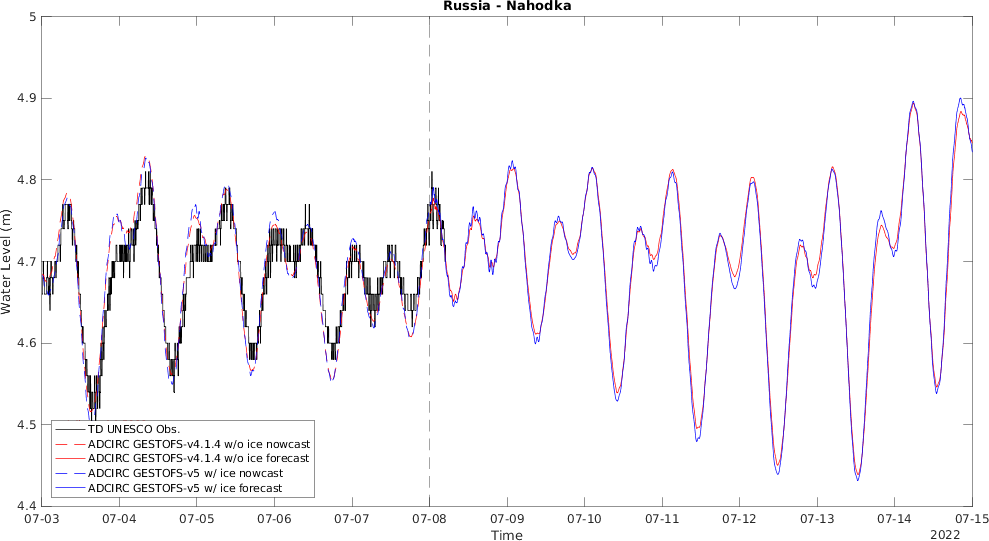 Russia - Nahodka
Water Level (m)
5
4.9
4.8
4.7
4.6
4.5
4.4
TD UNESCO Obs.
ADCIRC GESTOFS-v4.1.4 w/o ice nowcast
ADCIRC GESTOFS-v4.1.4 w/o ice forecast
ADCIRC GESTOFS-v5 w/ ice nowcast
ADCIRC GESTOFS-v5 w/ ice forecast
07-03 07-04 07-05 07-06 07-07 07-08 07-09 07-10 07-11 07-12 07-13 07-14 07-15
Time
2022